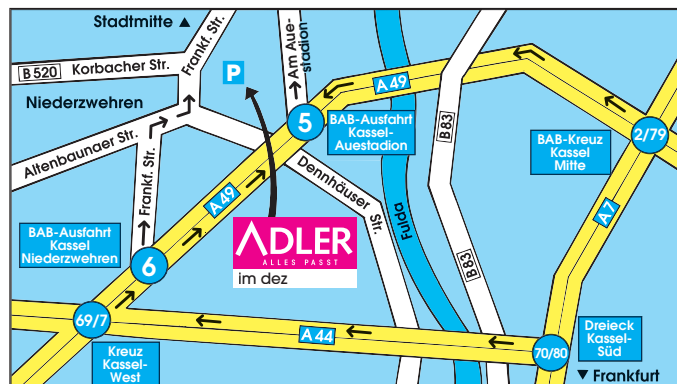 Stadtmitte ▲
Frankf. Str.
B 520
Korbacher Str.
P
Am Aue-
stadion
A 49
Niederzwehren
5
BAB-Ausfahrt
Kassel-
Auestadion
B83
2/79
BAB-Kreuz
Kassel
Mitte
Altenbaunaer Str.
Frankf. Str.
A 49
Dennhäuser
Str.
Fulda
A 7
BAB-Ausfahrt
Kassel
Niederzwehren
6
ADLER
ALLES PASST
im dez
B83
69/7
A 44
Dreieck
Kassel-
Süd
70/80
Kreuz
Kassel-
West
▼ Frankfurt